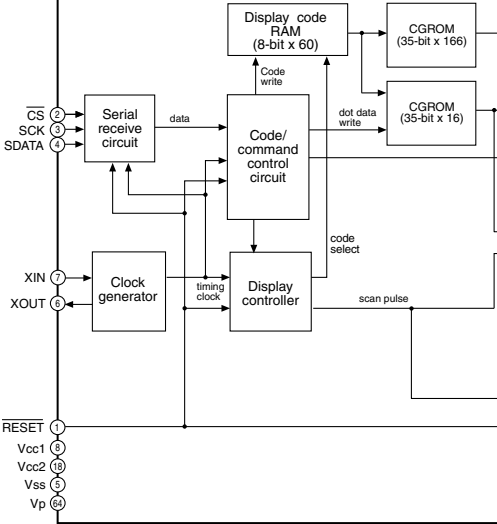 Display code
RAM
(8-bit x 60)
CGROM
(35-bit x 166)
Code
write
CGROM
(35-bit x 16)
CS
2
SCK
3
SDATA
4
Serial
receive
circuit
data
Code/
command
control
circuit
dot data
write
code
select
XIN
7
XOUT
6
Clock
generator
timing
clock
Display
controller
scan pulse
RESET
1
Vcc1
8
Vcc2
18
Vss
5
Vp
64